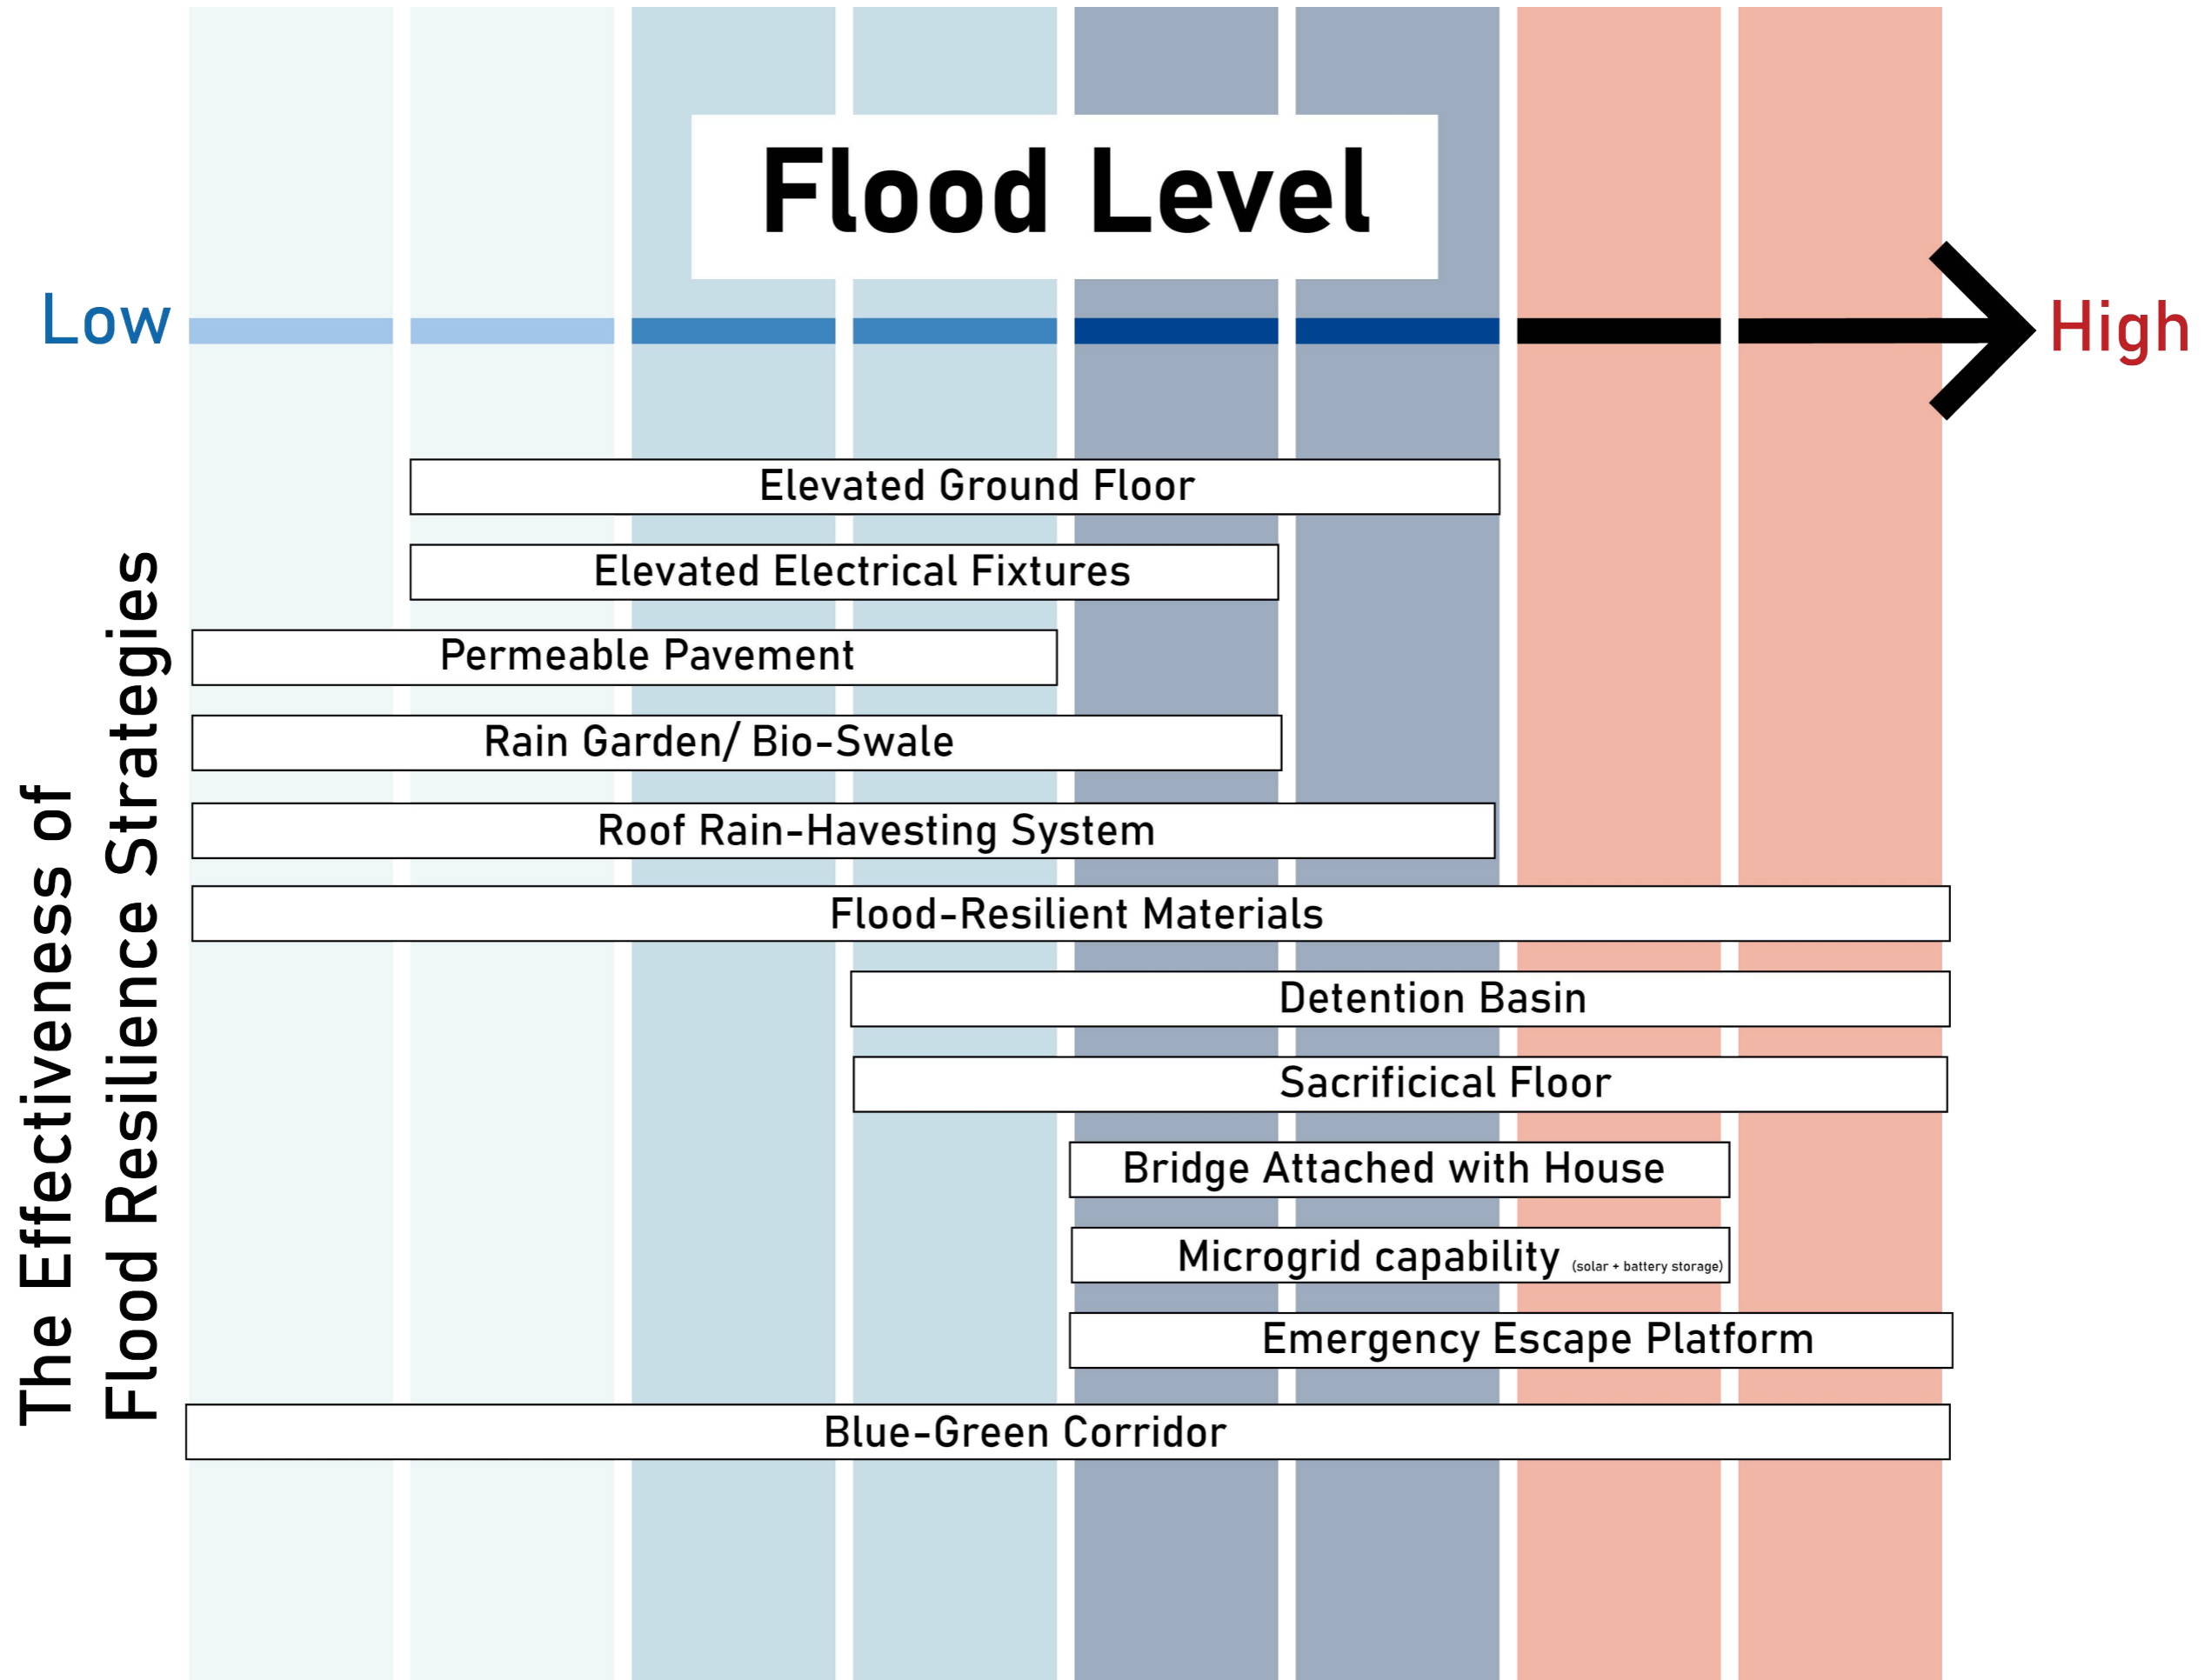 Flood Level
Low
High
The Effectiveness of
Flood Resilience Strategies
Elevated Ground Floor
Elevated Electrical Fixtures
Permeable Pavement
Rain Garden/ Bio-Swale
Roof Rain-Havesting System
Flood-Resilient Materials
Detention Basin
Sacrificical Floor
Bridge Attached with House
Microgrid capability (solar + battery storage)
Emergency Escape Platform
Blue-Green Corridor